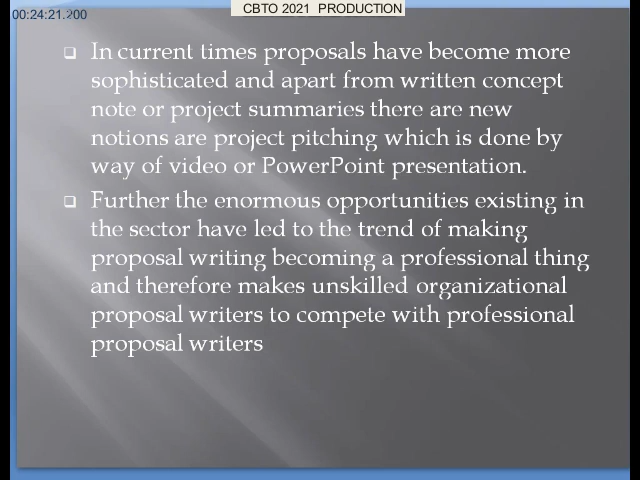 CBTO 2021 PRODUCTION
00:24:21.200
❑ In current times proposals have become more
sophisticated and apart from written concept
note or project summaries there are new
notions are project pitching which is done by
way of video or PowerPoint presentation.
❑ Further the enormous opportunities existing in
the sector have led to the trend of making
proposal writing becoming a professional thing
and therefore makes unskilled organizational
proposal writers to compete with professional
proposal writers